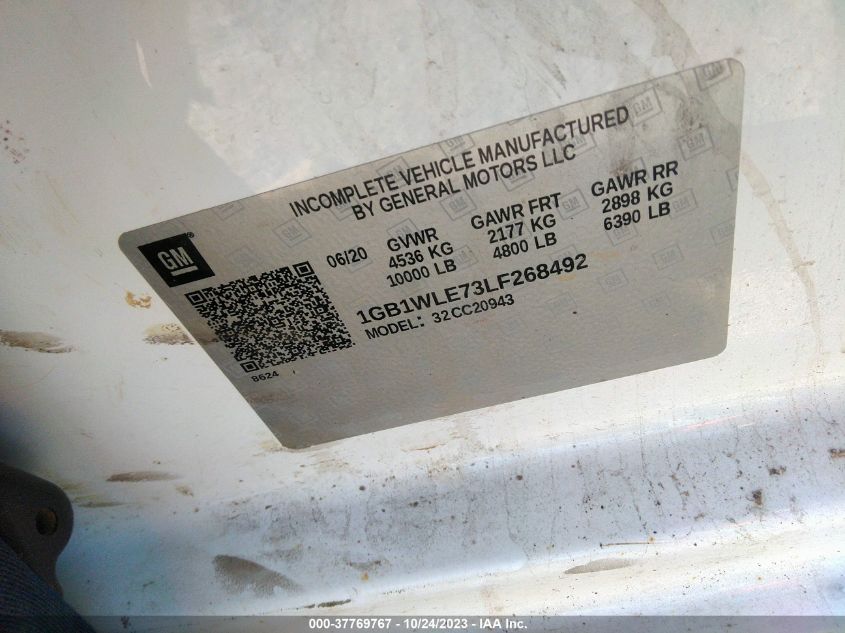 INCOMPLETE VEHICLE MANUFACTURED
BY GENERAL MOTORS LLC
GM
06/20
GVWR
4536 KG
10000 LB
GAWR FRT
2177 KG
4800 LB
GAWR RR
2898 KG
6390 LB
1GB1WLE73LF268492
MODEL: 32CC20943
8624
000-37769767 - 10/24/2023 - IAA Inc.